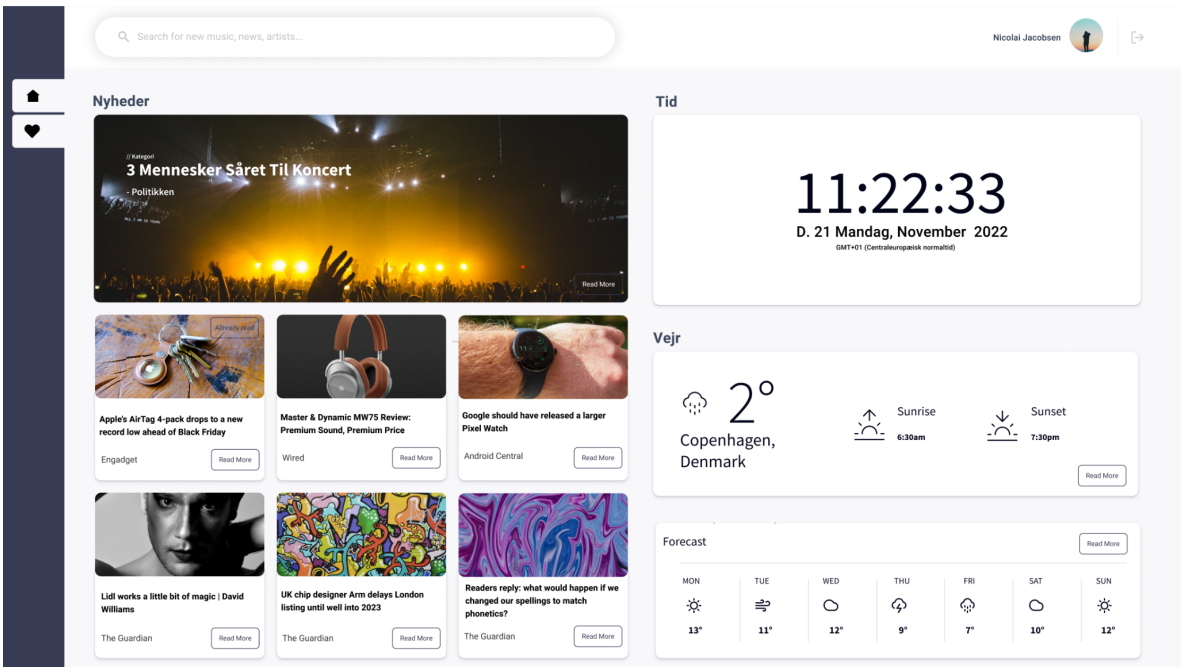 Search for new music, news, artists...
Nicolai Jacobsen
Nyheder
// Kategori
3 Mennesker Såret Til Koncert
- Politikken
ALL I AM IS YOURS
Read More
Allready read
Apple's AirTag 4-pack drops to a new
record low ahead of Black Friday
Engadget
Read More
Master & Dynamic MW75 Review:
Premium Sound, Premium Price
Wired
Read More
Google should have released a larger
Pixel Watch
Android Central
Read More
Lidl works a little bit of magic | David
Williams
The Guardian
Read More
UK chip designer Arm delays London
listing until well into 2023
The Guardian
Read More
Readers reply: what would happen if we
changed our spellings to match
phonetics?
The Guardian
Read More
Tid
11:22:33
D. 21 Mandag, November 2022
GMT+01 (Centraleuropæisk normaltid)
Vejr
2°
Copenhagen,
Denmark
Sunrise
6:30am
Sunset
7:30pm
Read More
Forecast
Read More
MON TUE WED THU FRI SAT SUN
13° 11° 12° 9° 7° 10° 12°